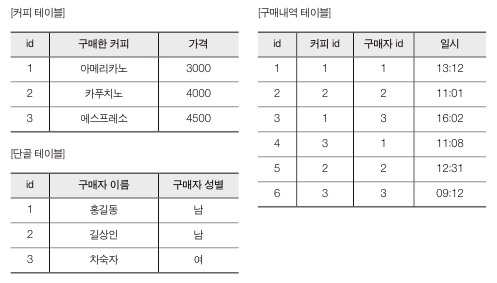 [커피 테이블]
id 구매한 커피 가격
1 아메리카노 3000
2 카푸치노 4000
3 에스프레소 4500
[단골 테이블]
id 구매자 이름 구매자 성별
1 홍길동 남
2 길상인 남
3 차숙자 여
[구매내역 테이블]
id 커피 id 구매자 id 일시
1 1 1 13:12
2 2 2 11:01
3 1 3 16:02
4 3 1 11:08
5 2 2 12:31
6 3 3 09:12